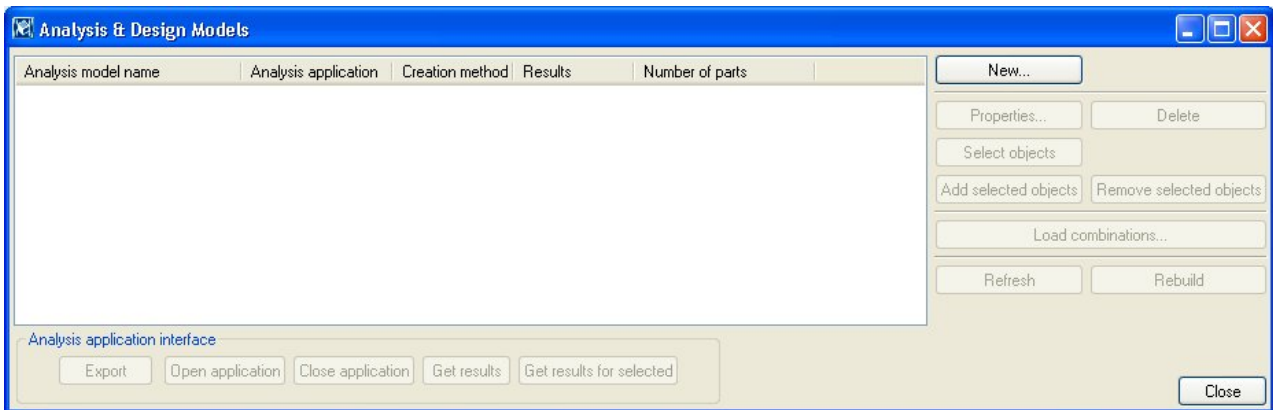 Analysis & Design Models
Analysis model name Analysis application Creation method Results Number of parts
New...
Properties... Delete
Select objects
Add selected objects Remove selected objects
Load combinations...
Refresh Rebuild
Analysis application interface
Export Open application Close application Get results Get results for selected
Close